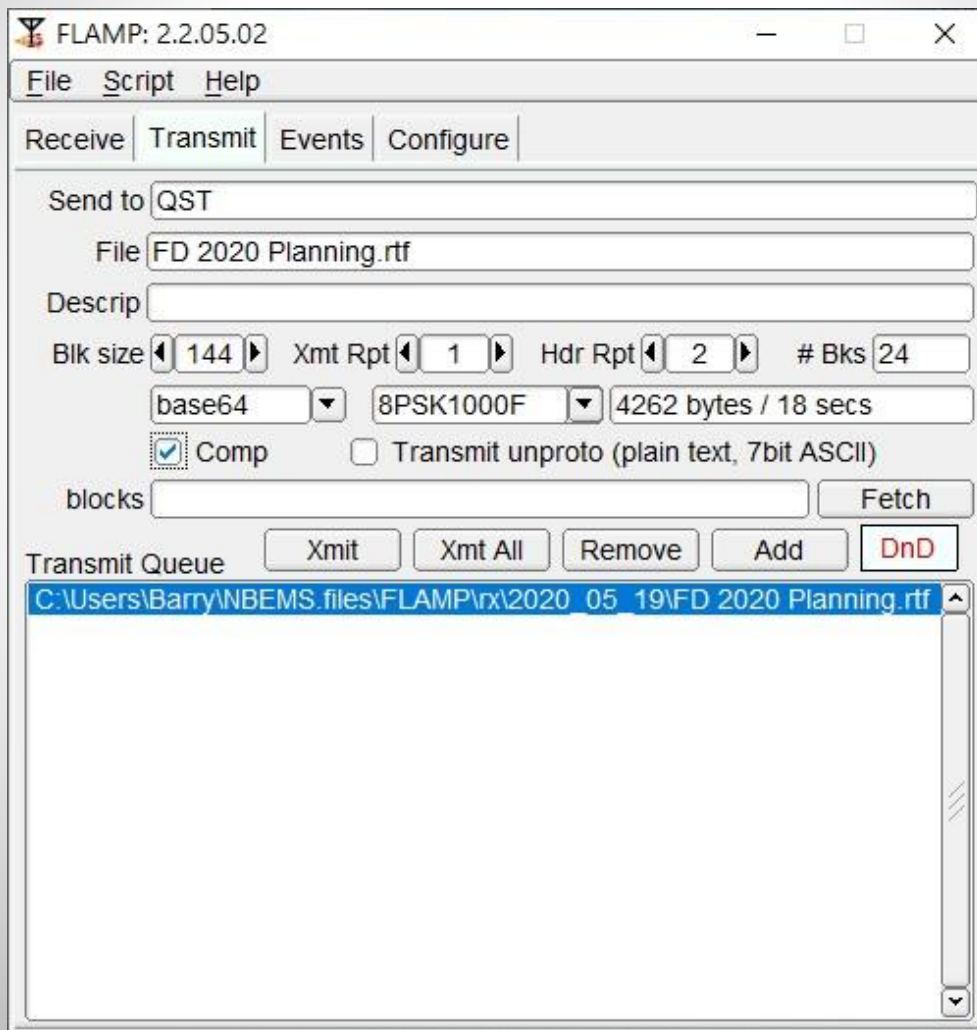 FLAMP: 2.2.05.02
File Script Help
Receive Transmit Events Configure
Send to QST
File FD 2020 Planning.rtf
Descrip
Blk size 144 Xmt Rpt 1 Hdr Rpt 2 # Bks 24
base64 8PSK1000F 4262 bytes / 18 secs
Comp Transmit unproto (plain text, 7bit ASCII)
blocks Fetch
Transmit Queue Xmit Xmt All Remove Add DnD
C:\Users\Barry\NBEMS.files\FLAMP\rx\2020_05_19\FD 2020 Planning.rtf